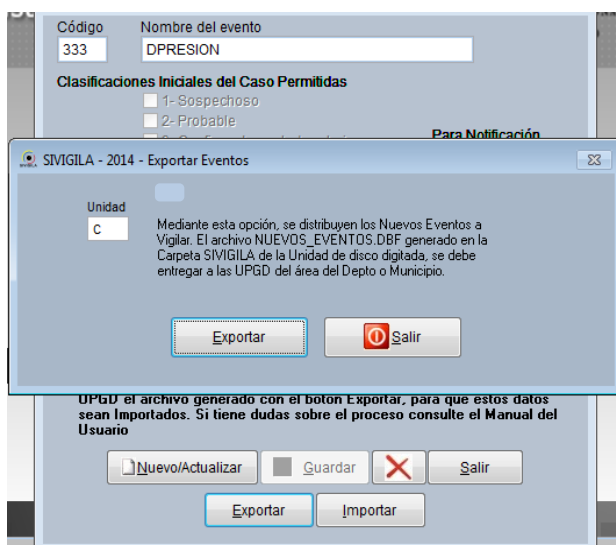 Código Nombre del evento
333 DPRESION
Clasificaciones Iniciales del Caso Permitidas
1- Sospechoso
2- Probable
Para Notificación
SIVIGILA - 2014 - Exportar Eventos
Unidad
C
Mediante esta opción, se distribuyen los Nuevos Eventos a
Vigilar. El archivo NUEVOS_EVENTOS.DBF generado en la
Carpeta SIVIGILA de la Unidad de disco digitada, se debe
entregar a las UPGD del área del Depto o Municipio.
Exportar Salir
UPGD el archivo generado con el botón Exportar, para que estos datos
sean Importados. Si tiene dudas sobre el proceso consulte el Manual del
Usuario
Nuevo/Actualizar Guardar Salir
Exportar Importar